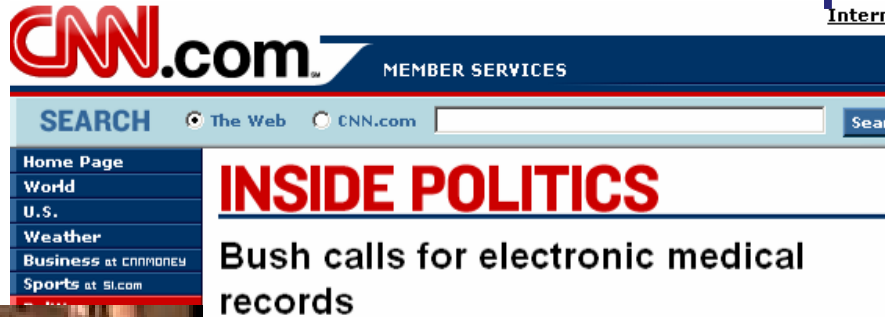 Intern
CNN.com
MEMBER SERVICES
SEARCH The Web CNN.com Sear
Home Page
World
U.S.
Weather
Business at CNNMONEY
Sports at SI.com
INSIDE POLITICS
Bush calls for electronic medical
records